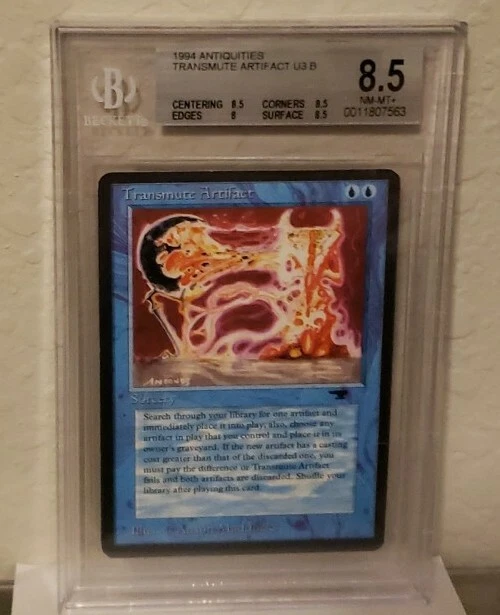 1994 ANTIQUITIES
TRANSMUTE ARTIFACT U3 B
8.5
NM-MT+
CENTERING 8.5 CORNERS 8.5
EDGES 8 SURFACE 8.5
0011807563
B
BECKETT
Transmute Artifact
ANTHONY S
Sorcery
Search through your library for one artifact and
immediately place it into play; also, choose any
artifact in play that you control and place it in its
owner's graveyard. If the new artifact has a casting
cost greater than that of the discarded one, you
must pay the difference or Transmute Artifact
fails and both artifacts are discarded. Shuffle your
library after playing this card.